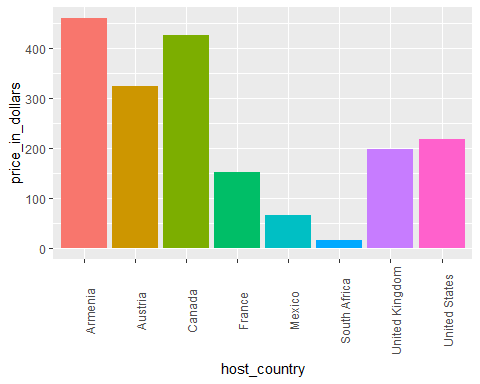 price_in_dollars
400
300
200
100
0
Armenia
Austria
Canada
France
Mexico
South Africa
United Kingdom
United States
host_country